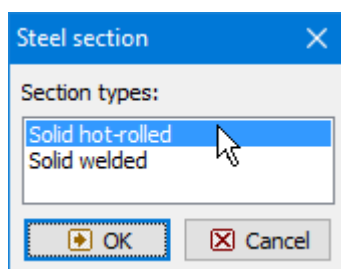 Steel section
Section types:
Solid hot-rolled
Solid welded
OK Cancel